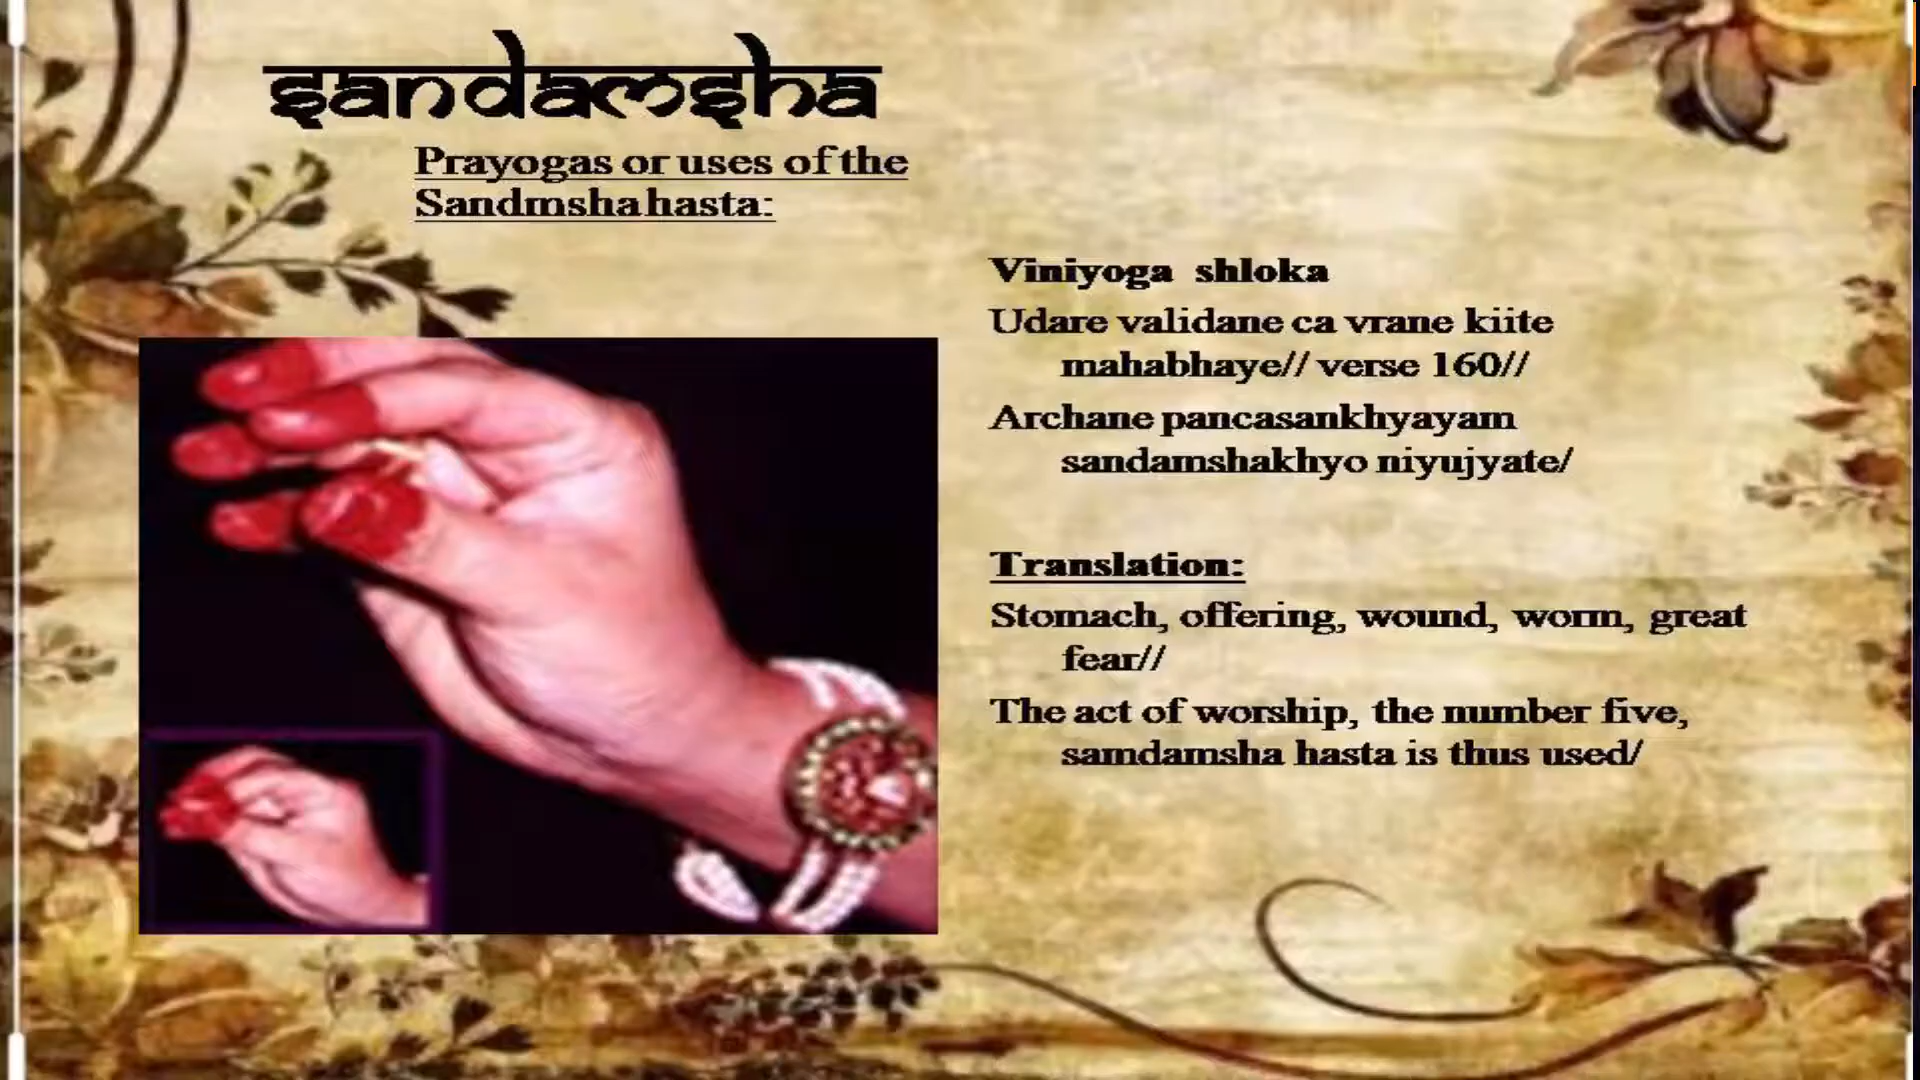 sandamsha
Prayogas or uses of the
Sandmsha hasta:
Viniyoga shloka
Udare validane ca vrane kiite
mahabhaye// verse 160//
Archane pancasankhyayam
sandamshakhyo niyujyate/
Translation:
Stomach, offering, wound, worm, great
fear//
The act of worship, the number five,
samdamsha hasta is thus used/